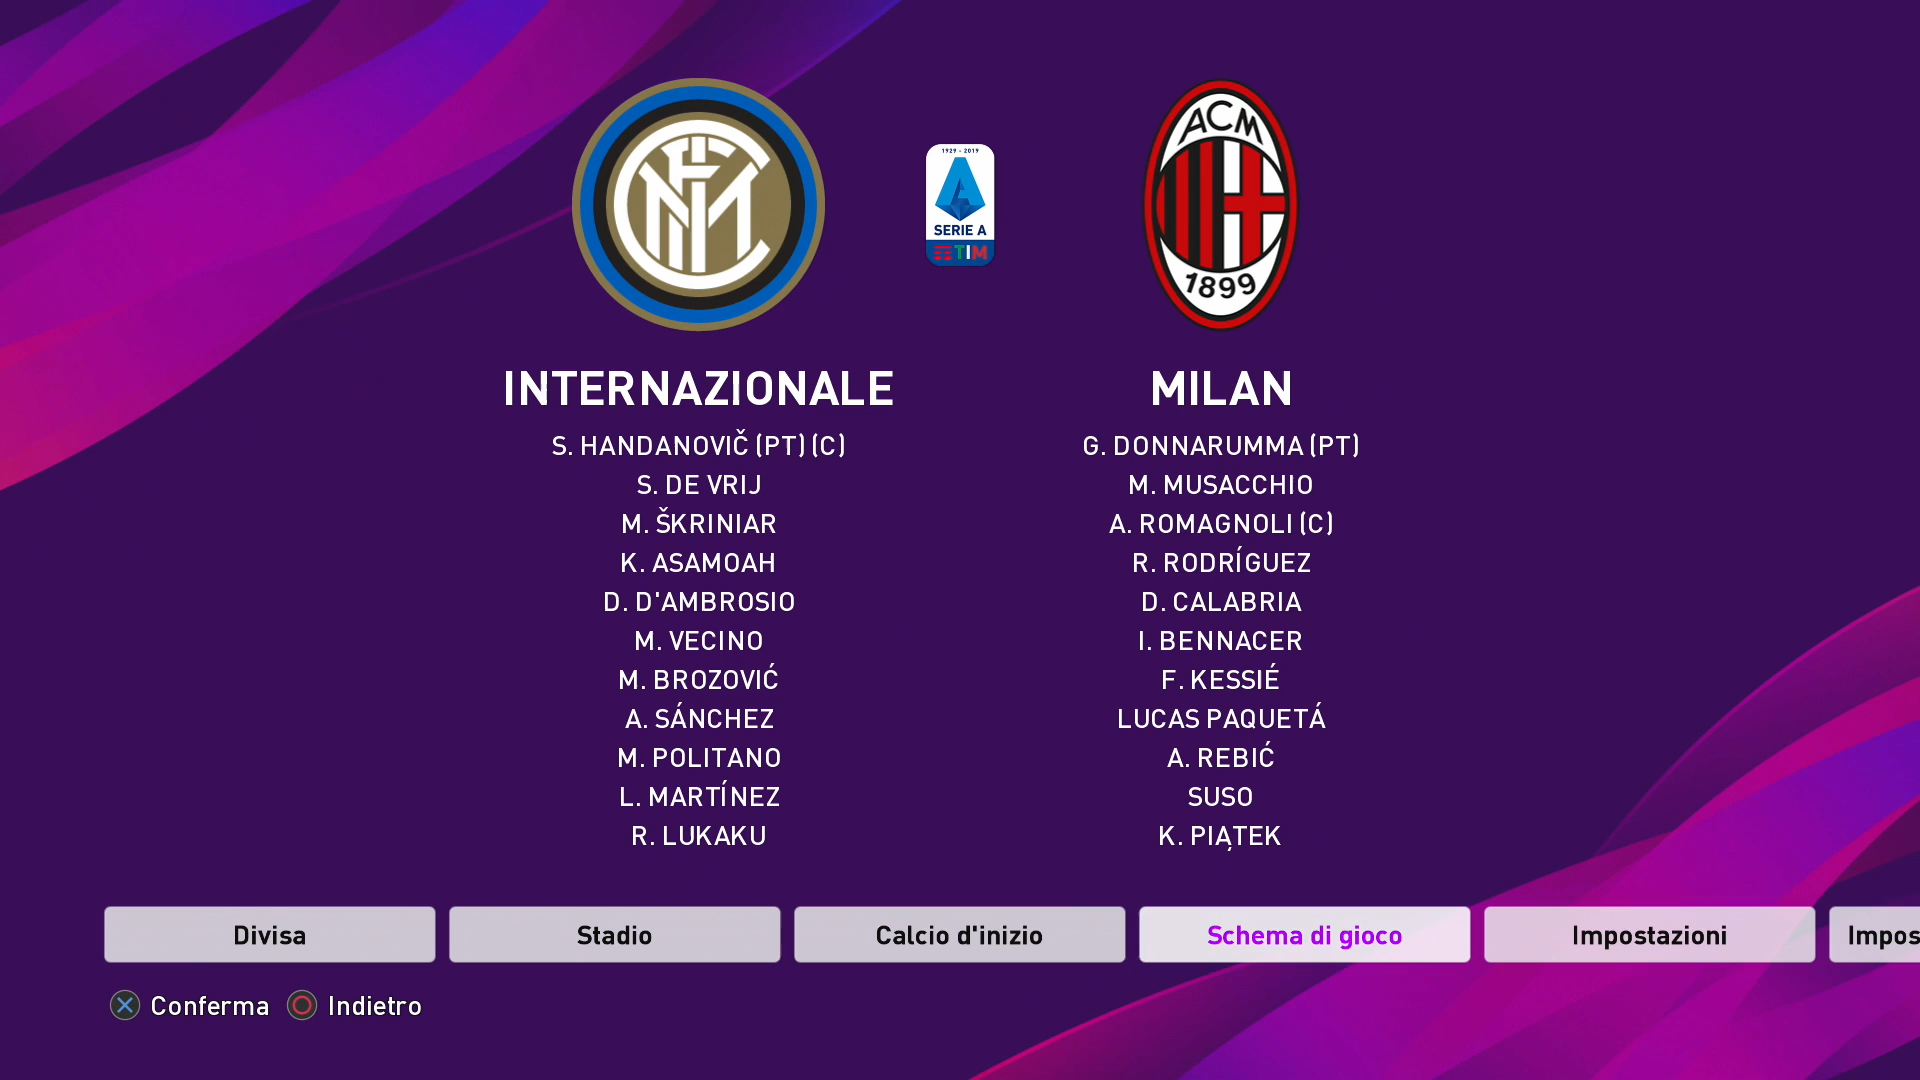 1929 - 2019
SERIE A
TIM
ACM
1899
INTERNAZIONALE
S. HANDANOVIČ (PT) (C)
S. DE VRIJ
M. ŠKRINIAR
K. ASAMOAH
D. D'AMBROSIO
M. VECINO
M. BROZOVIĆ
A. SÁNCHEZ
M. POLITANO
L. MARTÍNEZ
R. LUKAKU
MILAN
G. DONNARUMMA (PT)
M. MUSACCHIO
A. ROMAGNOLI (C)
R. RODRÍGUEZ
D. CALABRIA
I. BENNACER
F. KESSIÉ
LUCAS PAQUETÁ
A. REBIĆ
SUSO
K. PIĄTEK
Divisa
Stadio
Calcio d'inizio
Schema di gioco
Impostazioni
Impos
Conferma
Indietro